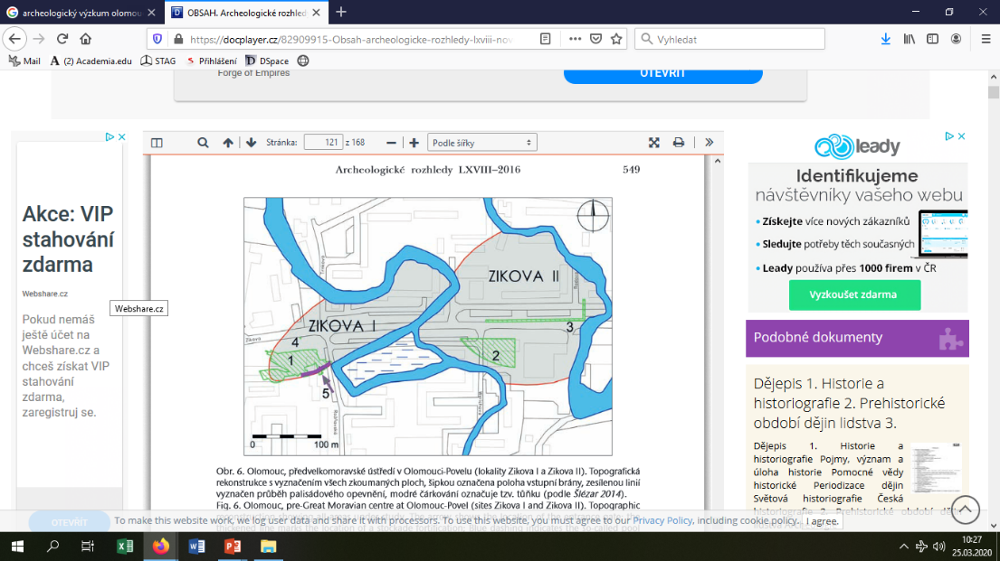 archeologický výzkum olomou
OBSAH. Archeologické rozhled
https://docplayer.cz/82909915-Obsah-archeologicke-rozhledy-lxviii-nov
Vyhledat
Mail
(2) Academia.edu
STAG
Přihlášení
DSpace
Forge of Empires
OTEVŘÍT
Stránka: 121 z 168
Podle šířky
Akce: VIP
stahování
zdarma
Webshare.cz
Webshare.cz
Pokud nemáš
ještě účet na
Webshare.cz a
chceš získat VIP
stahování
zdarma,
zaregistruj se.
OTEVŘÍT
Archeologické rozhledy LXVIII–2016 549
ZIKOVA II
ZIKOVA I
3
4
1
2
5
0 100 m
Obr. 6. Olomouc, předvelkomoravské ústředí v Olomouci-Povelu (lokality Zikova I a Zikova II). Topografická
rekonstrukce s vyznačením všech zkoumaných ploch, šipkou označena poloha vstupní brány, zesílenou linií
vyznačen průběh palisádového opevnění, modré čárkování označuje tzv. tůňku (podle Šlézar 2014).
Fig. 6. Olomouc, pre-Great Moravian centre at Olomouc-Povel (sites Zikova I and Zikova II). Topographic
leady
Identifikujeme
návštěvníky vašeho webu
• Získejte více nových zákazníků
• Sledujte potřeby těch současných
• Leady používá přes 1000 firem v ČR
Vyzkoušet zdarma
Podobné dokumenty
Dějepis 1. Historie a
historiografie 2. Prehistorické
období dějin lidstva 3.
Dějepis 1. Historie a
historiografie Pojmy, význam a
úloha historie Pomocné vědy
historické Periodizace dějin
Světová historiografie Česká
To make this website work, we log user data and share it with processors. To use this website, you must agree to our Privacy Policy, including cookie policy. I agree.
10:27
25.03.2020